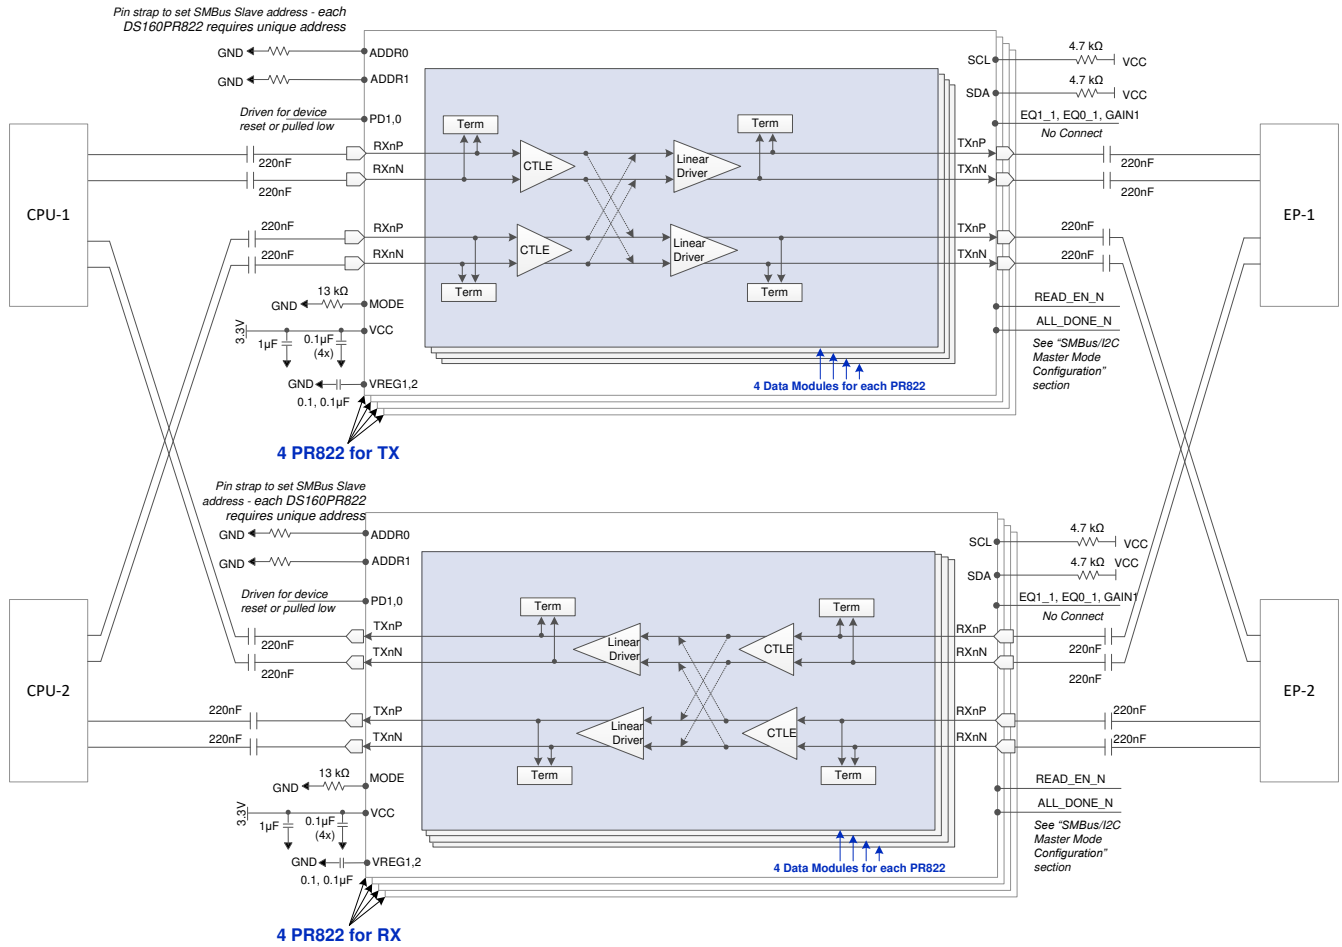 Pin strap to set SMBus Slave address - each
DS160PR822 requires unique address
GND
ADDR0
GND
ADDR1
Driven for device
reset or pulled low
PD1,0
SCL
4.7 kΩ
VCC
SDA
4.7 kΩ
VCC
EQ1_1, EQ0_1, GAIN1
No Connect
CPU-1
EP-1
220nF
220nF
RXnP
RXnN
Term
CTLE
Linear
Driver
Term
TXnP
TXnN
220nF
220nF
220nF
220nF
RXnP
RXnN
CTLE
Term
Linear
Driver
Term
TXnP
TXnN
220nF
220nF
13 kΩ
GND
MODE
3.3V
VCC
1µF
0.1µF
(4x)
GND
VREG1,2
0.1, 0.1µF
READ_EN_N
ALL_DONE_N
See “SMBus/I2C
Master Mode
Configuration”
section
4 Data Modules for each PR822
4 PR822 for TX
Pin strap to set SMBus Slave
address - each DS160PR822
requires unique address
GND
ADDR0
GND
ADDR1
Driven for device
reset or pulled low
PD1,0
SCL
4.7 kΩ
VCC
SDA
4.7 kΩ
VCC
EQ1_1, EQ0_1, GAIN1
No Connect
CPU-2
EP-2
220nF
220nF
TXnP
TXnN
Term
Linear
Driver
CTLE
Term
RXnP
RXnN
220nF
220nF
220nF
220nF
TXnP
TXnN
Linear
Driver
Term
CTLE
Term
RXnP
RXnN
220nF
220nF
13 kΩ
GND
MODE
3.3V
VCC
1µF
0.1µF
(4x)
GND
VREG1,2
0.1, 0.1µF
READ_EN_N
ALL_DONE_N
See “SMBus/I2C
Master Mode
Configuration”
section
4 Data Modules for each PR822
4 PR822 for RX